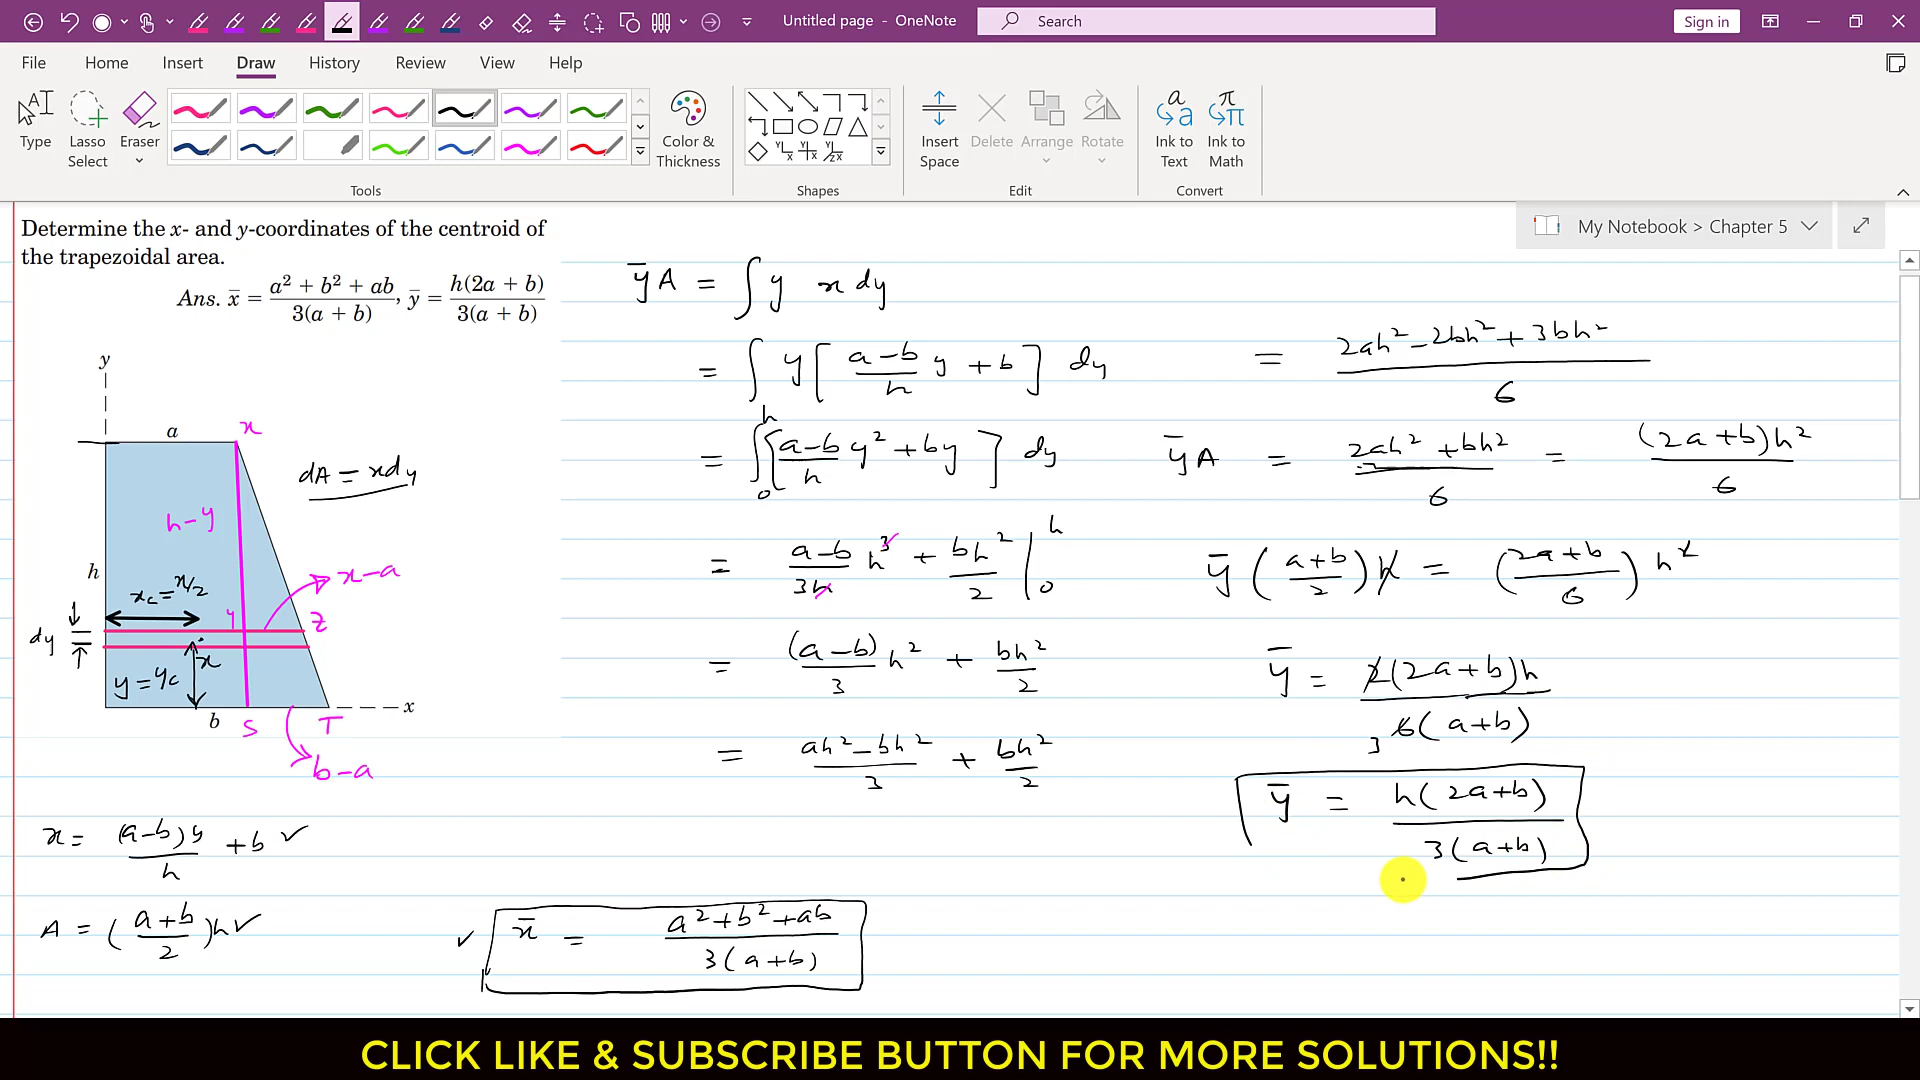 Untitled page - OneNote
Search
Sign in
File Home Insert Draw History Review View Help
Type
Lasso Select
Eraser
Color & Thickness
Insert Space
Delete
Arrange
Rotate
Ink to Text
Ink to Math
Tools
Shapes
Edit
Convert
My Notebook > Chapter 5
Determine the x- and y-coordinates of the centroid of
the trapezoidal area.
Ans. x̄ = (a² + b² + ab)/(3(a + b)), ȳ = h(2a + b)/(3(a + b))
y
a
x
dA = xdy
h-y
h
x_c = x/2
x-a
y
z
dy
x
y = y_c
b
S
T
x
b-a
x = (a-b)y/h + b ✓
A = ((a+b)/2)h ✓
ȳA = ∫ y x dy
= ∫ y [ (a-b)/h y + b ] dy
= ∫₀ʰ [ (a-b)/h y² + by ] dy
= (a-b)/3h h³ + bh²/2 |₀ʰ
= (a-b)/3 h² + bh²/2
= (ah²-bh²)/3 + bh²/2
✓ x̄ = (a²+b²+ab)/(3(a+b))
= (2ah²-2bh²+3bh²)/6
ȳA = (2ah²+bh²)/6 = (2a+b)h²/6
ȳ ((a+b)/2) h = ((2a+b)/6) h²
ȳ = 2(2a+b)h / 6(a+b)
3
ȳ = h(2a+b) / 3(a+b)
CLICK LIKE & SUBSCRIBE BUTTON FOR MORE SOLUTIONS!!